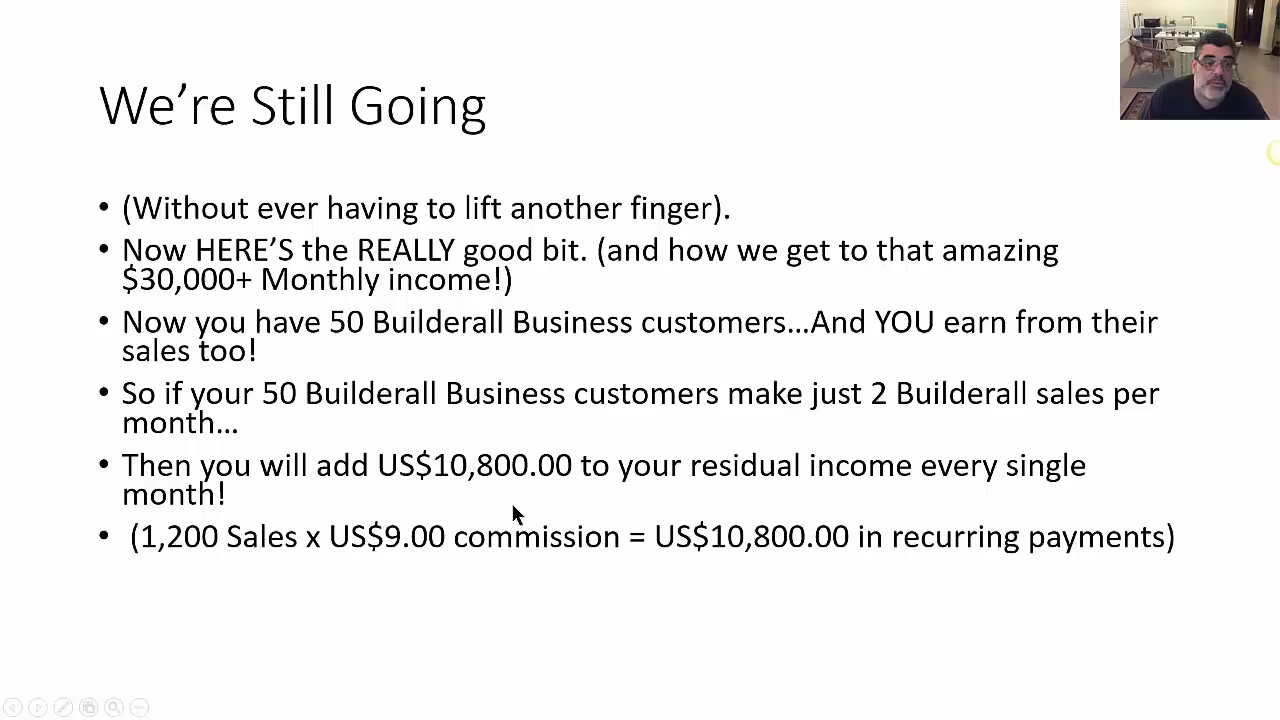 We’re Still Going
• (Without ever having to lift another finger).
• Now HERE’S the REALLY good bit. (and how we get to that amazing
$30,000+ Monthly income!)
• Now you have 50 Builderall Business customers…And YOU earn from their
sales too!
• So if your 50 Builderall Business customers make just 2 Builderall sales per
month…
• Then you will add US$10,800.00 to your residual income every single
month!
• (1,200 Sales x US$9.00 commission = US$10,800.00 in recurring payments)